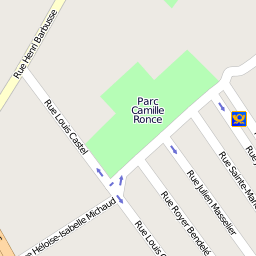 Rue Henri Barbusse
Parc
Camille
Ronce
Rue Louis Castel
Rue Sainte-Mar
Rue Julien Masselier
Rue Royer Bendelé
Rue Louis
Rue Héloïse-Isabelle Michaud